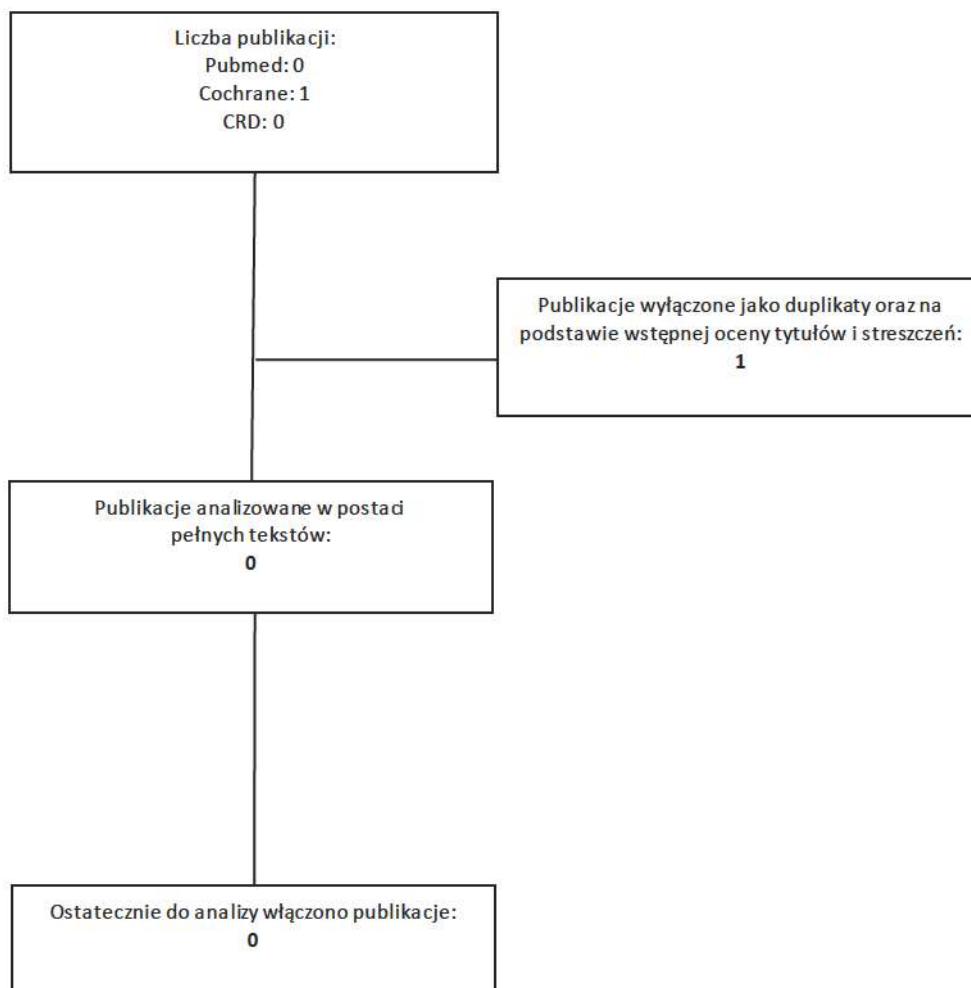 Liczba publikacji:
Pubmed: 0
Cochrane: 1
CRD: 0
Publikacje wyłączone jako duplikaty oraz na
podstawie wstępnej oceny tytułów i streszczeń:
1
Publikacje analizowane w postaci
pełnych tekstów:
0
Ostatecznie do analizy włączono publikacje:
0